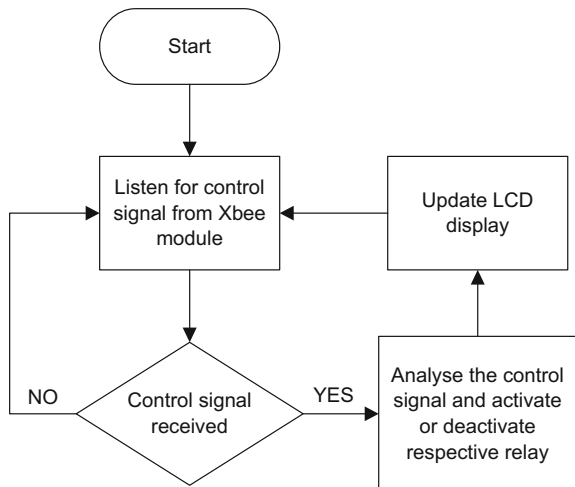 Start
Listen for control
signal from Xbee
module
Update LCD
display
NO
Control signal
received
YES
Analyse the control
signal and activate
or deactivate
respective relay